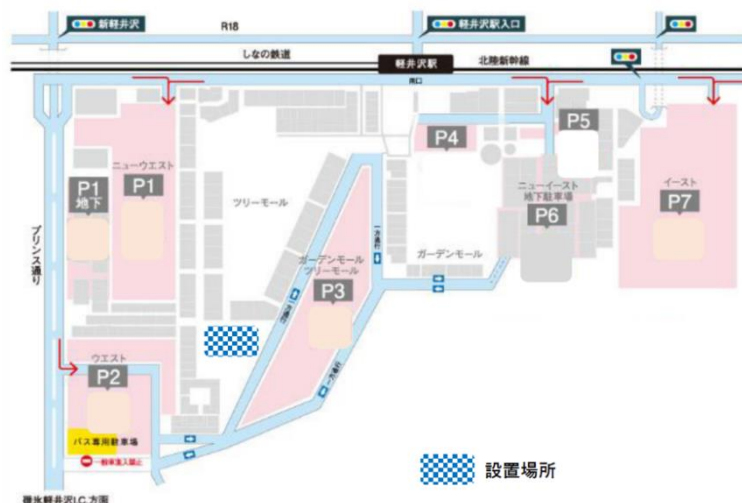 新軽井沢
R18
軽井沢駅入口
しなの鉄道
軽井沢駅
北陸新幹線
南口
P4
P5
ニューウエスト
P1
P1
地下
ツリーモール
ニューイースト
地下駐車場
P6
イースト
P7
プリンス通り
一方通行
ガーデンモール
ツリーモール
P3
ガーデンモール
一方通行
一方通行
ウエスト
P2
バス専用駐車場
一般車進入禁止
設置場所
碓氷軽井沢I.C.方面